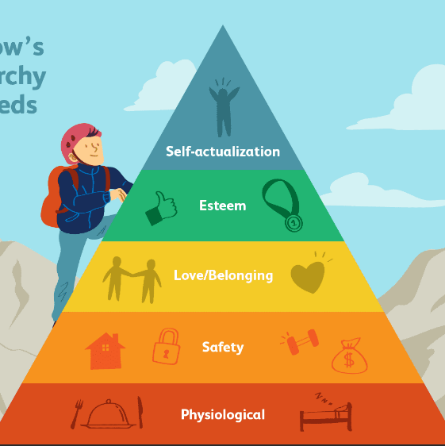 ow's
rchy
eds
Self-actualization
Esteem
Love/Belonging
Safety
Physiological